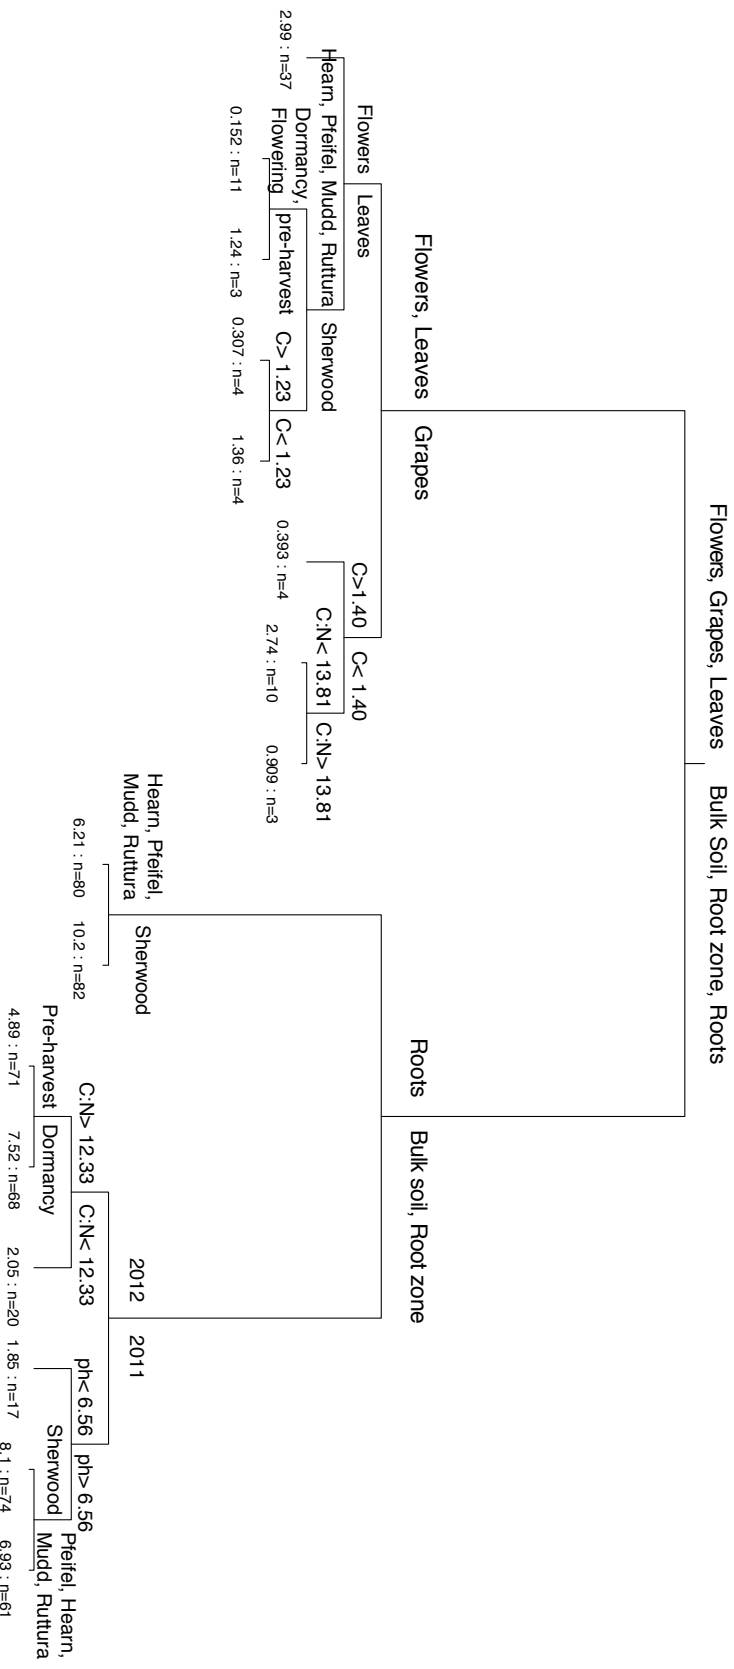 Flowers, Grapes, Leaves
Bulk Soil, Root zone, Roots
Flowers, Leaves
Grapes
Roots
Bulk soil, Root zone
Flowers
Leaves
C>1.40
C< 1.40
Hearn, Pfeifel, Mudd, Ruttura
Sherwood
C:N< 13.81
C:N> 13.81
2.99 : n=37
Dormancy,
Flowering
pre-harvest
C> 1.23
C< 1.23
0.393 : n=4
2.74 : n=10
0.909 : n=3
0.152 : n=11
1.24 : n=3
0.307 : n=4
1.36 : n=4
Hearn, Pfeifel,
Mudd, Ruttura
Sherwood
2012
2011
6.21 : n=80
10.2 : n=82
C:N> 12.33
C:N< 12.33
ph< 6.56
ph> 6.56
Pre-harvest
Dormancy
Sherwood
Pfeifel, Hearn,
Mudd, Ruttura
4.89 : n=71
7.52 : n=68
2.05 : n=20
1.85 : n=17
8.1 : n=74
6.93 : n=61